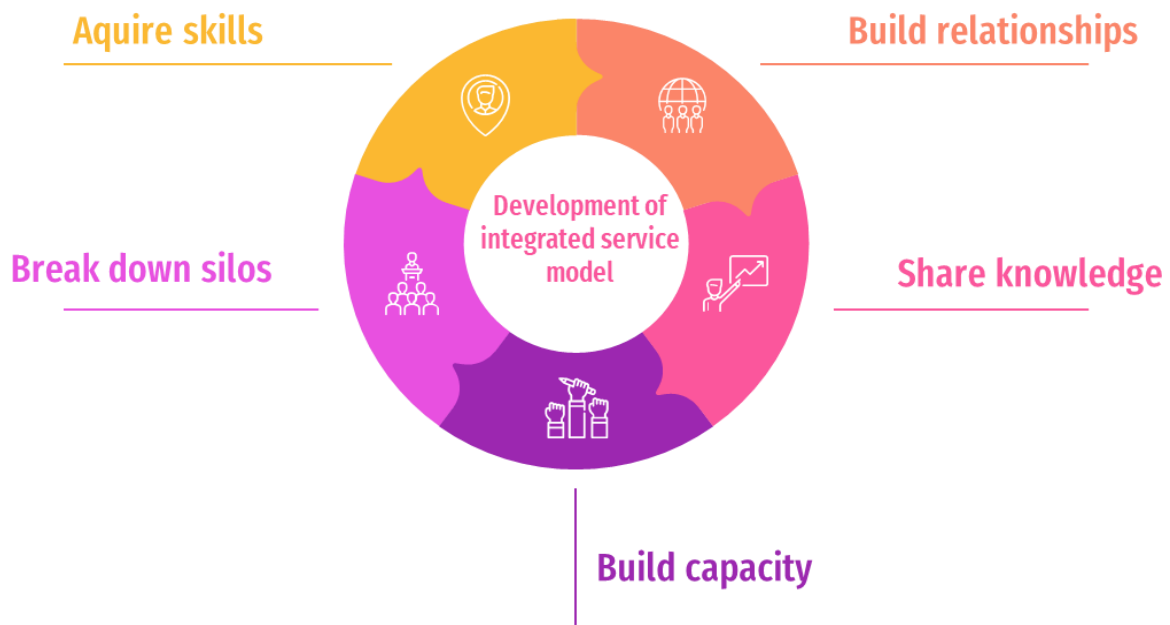 Aquire skills
Build relationships
Development of
integrated service
model
Break down silos
Share knowledge
Build capacity